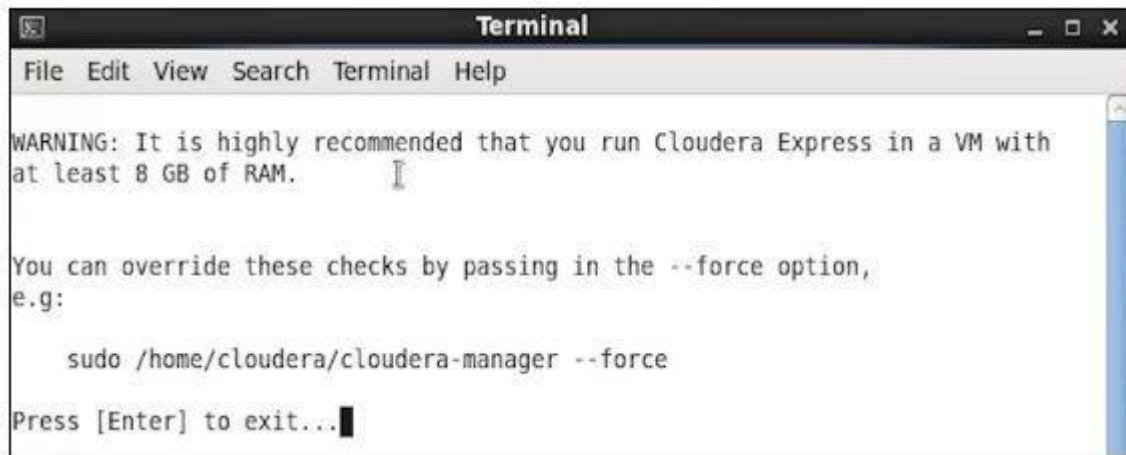 Terminal
File Edit View Search Terminal Help
WARNING: It is highly recommended that you run Cloudera Express in a VM with
at least 8 GB of RAM.
You can override these checks by passing in the --force option,
e.g:
sudo /home/cloudera/cloudera-manager --force
Press [Enter] to exit...